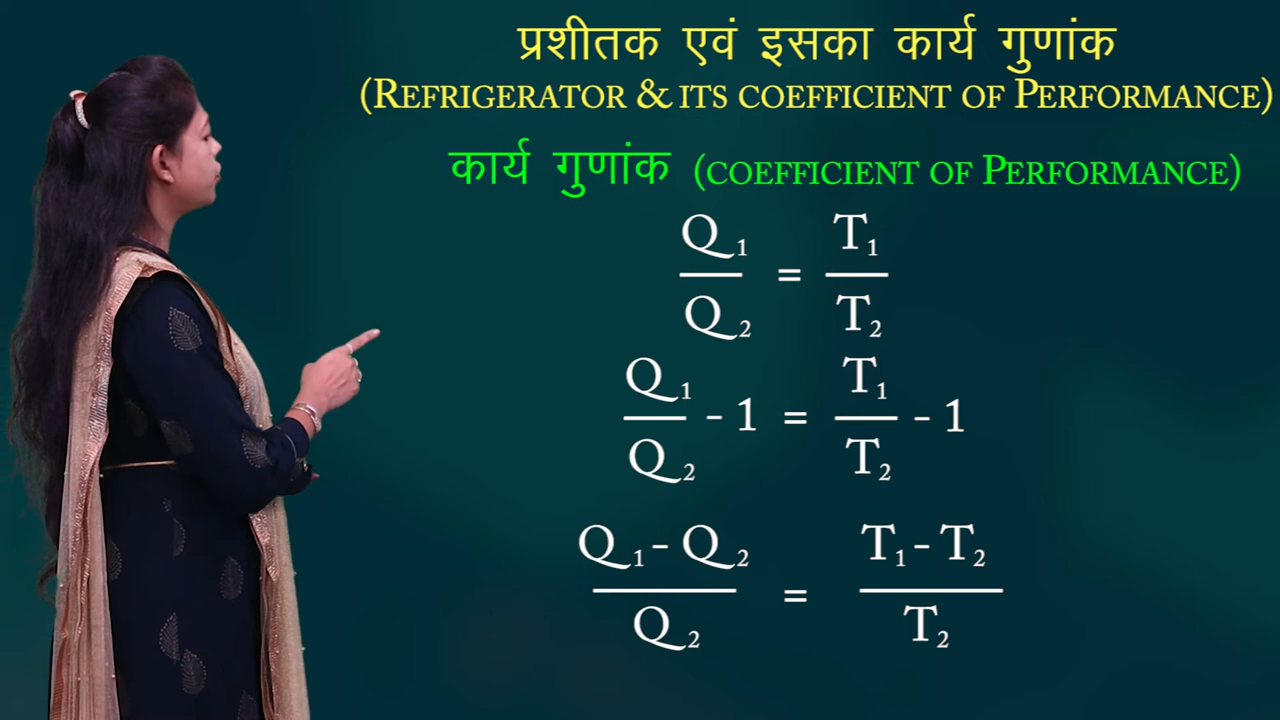 प्रशीतक एवं इसका कार्य गुणांक
(REFRIGERATOR & ITS COEFFICIENT OF PERFORMANCE)
कार्य गुणांक (COEFFICIENT OF PERFORMANCE)
Q₁/Q₂ = T₁/T₂
Q₁/Q₂ - 1 = T₁/T₂ - 1
(Q₁ - Q₂)/Q₂ = (T₁ - T₂)/T₂